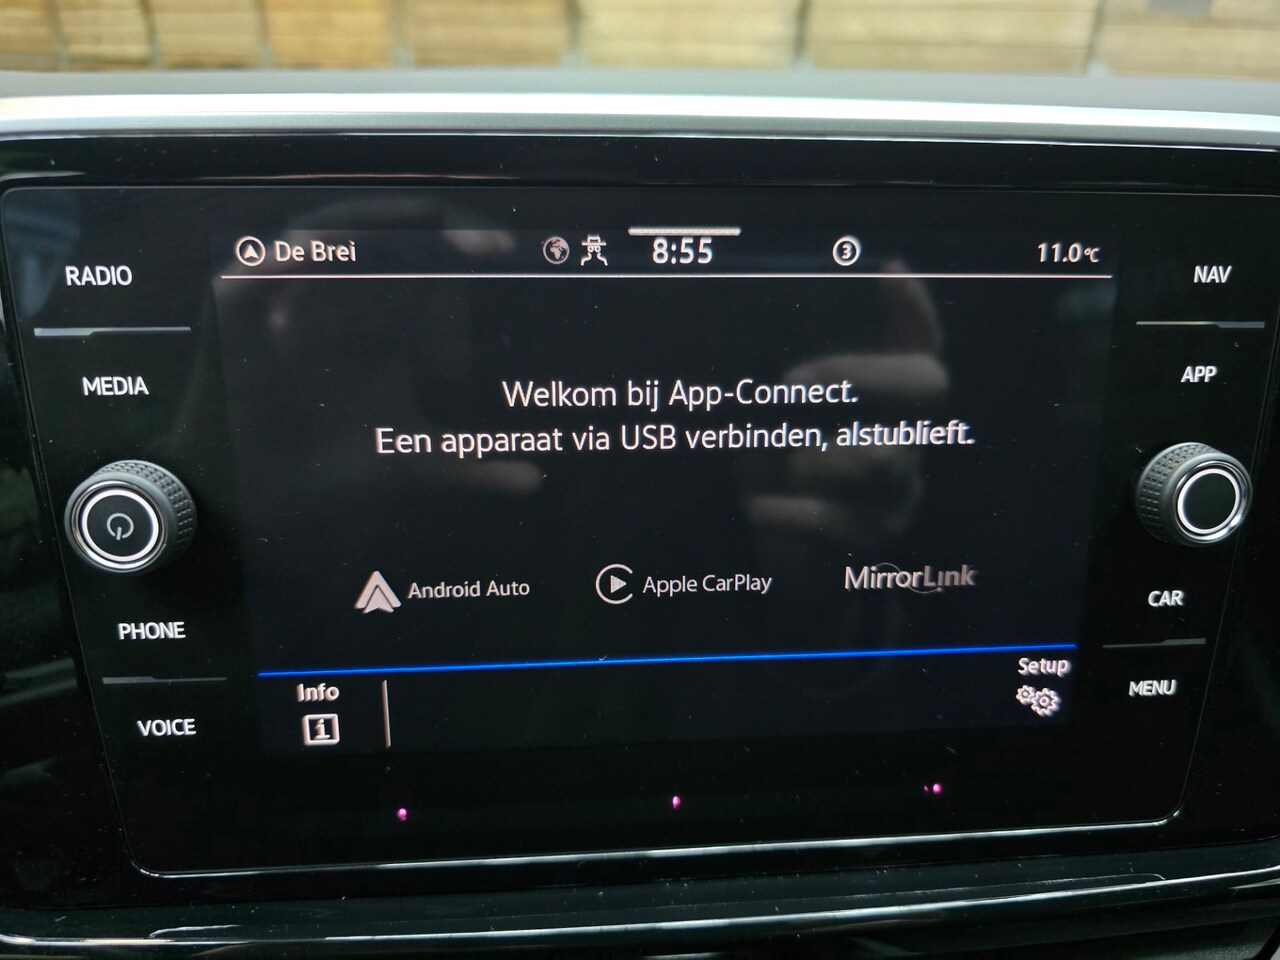 De Brei 8:55 3 11.0°C
RADIO
MEDIA
PHONE
VOICE
Welkom bij App-Connect.
Een apparaat via USB verbinden, alstublieft.
Android Auto Apple CarPlay MirrorLink
Info
Setup
NAV
APP
CAR
MENU